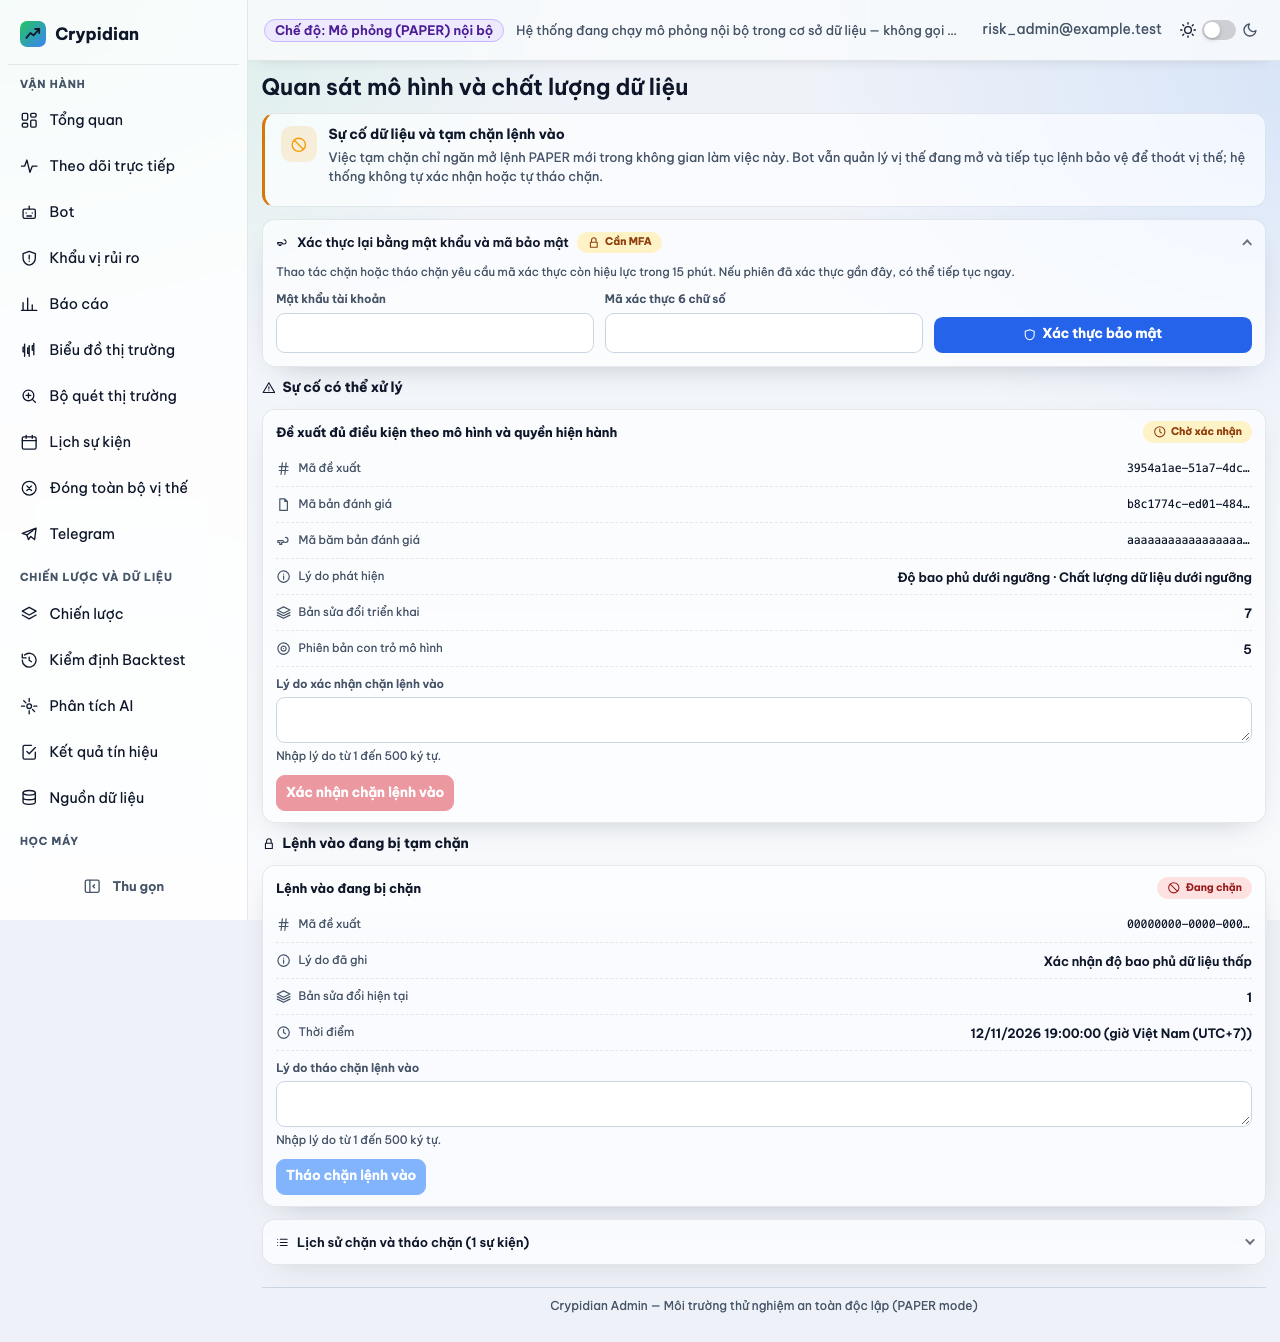 Crypidian
VẬN HÀNH
Tổng quan
Theo dõi trực tiếp
Bot
Khẩu vị rủi ro
Báo cáo
Biểu đồ thị trường
Bộ quét thị trường
Lịch sự kiện
Đóng toàn bộ vị thế
Telegram
CHIẾN LƯỢC VÀ DỮ LIỆU
Chiến lược
Kiểm định Backtest
Phân tích AI
Kết quả tín hiệu
Nguồn dữ liệu
HỌC MÁY
Thu gọn
Chế độ: Mô phỏng (PAPER) nội bộ
Hệ thống đang chạy mô phỏng nội bộ trong cơ sở dữ liệu — không gọi ...
risk_admin@example.test
Quan sát mô hình và chất lượng dữ liệu
Sự cố dữ liệu và tạm chặn lệnh vào
Việc tạm chặn chỉ ngăn mở lệnh PAPER mới trong không gian làm việc này. Bot vẫn quản lý vị thế đang mở và tiếp tục lệnh bảo vệ để thoát vị thế; hệ
thống không tự xác nhận hoặc tự tháo chặn.
Xác thực lại bằng mật khẩu và mã bảo mật
Cần MFA
Thao tác chặn hoặc tháo chặn yêu cầu mã xác thực còn hiệu lực trong 15 phút. Nếu phiên đã xác thực gần đây, có thể tiếp tục ngay.
Mật khẩu tài khoản
Mã xác thực 6 chữ số
Xác thực bảo mật
Sự cố có thể xử lý
Đề xuất đủ điều kiện theo mô hình và quyền hiện hành
Chờ xác nhận
Mã đề xuất
3954a1ae-51a7-4dc…
Mã bản đánh giá
b8c1774c-ed01-484…
Mã băm bản đánh giá
aaaaaaaaaaaaaaaaa…
Lý do phát hiện
Độ bao phủ dưới ngưỡng · Chất lượng dữ liệu dưới ngưỡng
Bản sửa đổi triển khai
7
Phiên bản con trỏ mô hình
5
Lý do xác nhận chặn lệnh vào
Nhập lý do từ 1 đến 500 ký tự.
Xác nhận chặn lệnh vào
Lệnh vào đang bị tạm chặn
Lệnh vào đang bị chặn
Đang chặn
Mã đề xuất
00000000-0000-000…
Lý do đã ghi
Xác nhận độ bao phủ dữ liệu thấp
Bản sửa đổi hiện tại
1
Thời điểm
12/11/2026 19:00:00 (giờ Việt Nam (UTC+7))
Lý do tháo chặn lệnh vào
Nhập lý do từ 1 đến 500 ký tự.
Tháo chặn lệnh vào
Lịch sử chặn và tháo chặn (1 sự kiện)
Crypidian Admin — Môi trường thử nghiệm an toàn độc lập (PAPER mode)